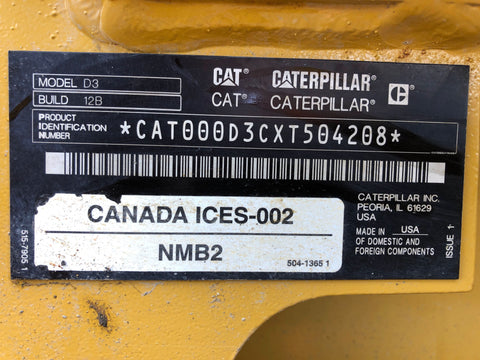 MODEL D3
BUILD 12B
CAT CATERPILLAR C
CAT® CATERPILLAR®
PRODUCT
IDENTIFICATION
NUMBER
*CAT000D3CXT504208*
CANADA ICES-002
NMB2
504-1365 1
CATERPILLAR INC.
PEORIA, IL 61629
USA
MADE IN USA
OF DOMESTIC AND
FOREIGN COMPONENTS
515-7905 1
ISSUE 1